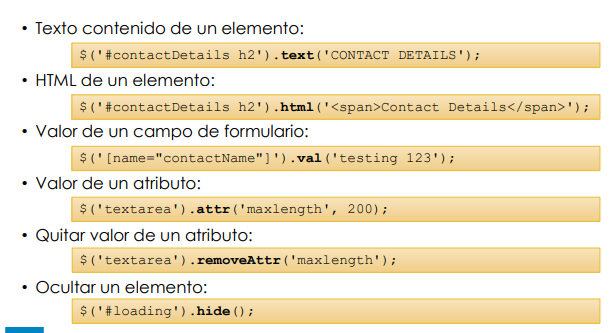 • Texto contenido de un elemento:
$('#contactDetails h2').text('CONTACT DETAILS');
• HTML de un elemento:
$('#contactDetails h2').html('<span>Contact Details</span>');
• Valor de un campo de formulario:
$('[name="contactName"]').val('testing 123');
• Valor de un atributo:
$('textarea').attr('maxlength', 200);
• Quitar valor de un atributo:
$('textarea').removeAttr('maxlength');
• Ocultar un elemento:
$('#loading').hide();